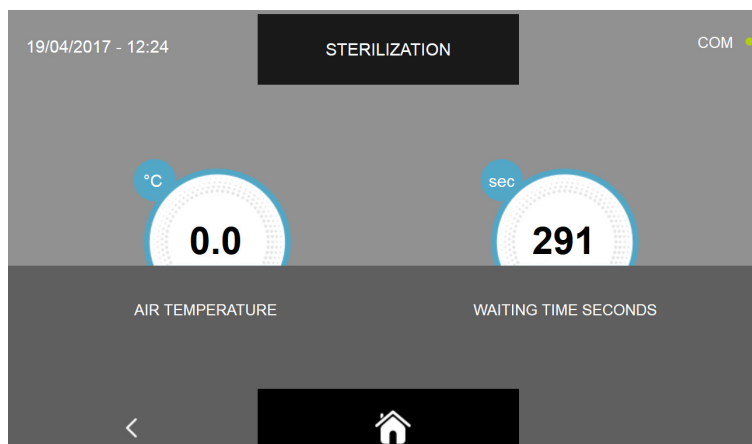 19/04/2017 - 12:24
STERILIZATION
COM
°C
sec
0.0
291
AIR TEMPERATURE
WAITING TIME SECONDS